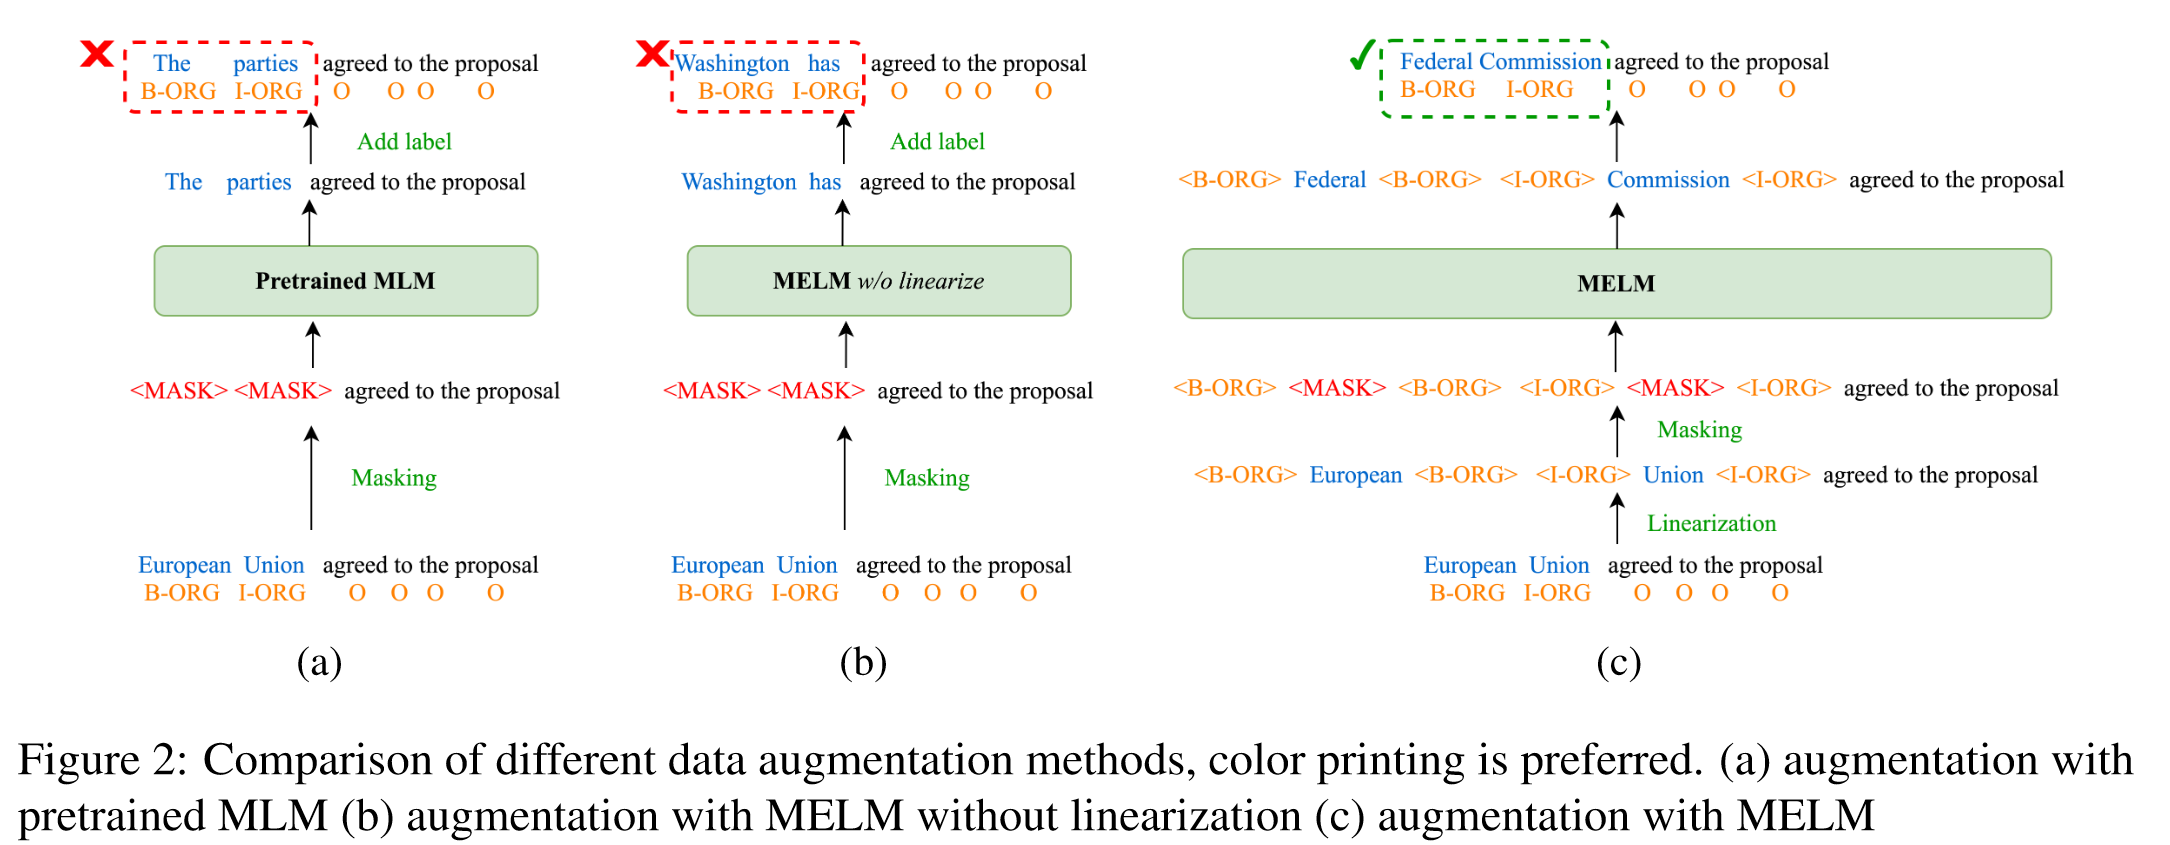 The parties agreed to the proposal
B-ORG I-ORG O O O O
Add label
The parties agreed to the proposal
Pretrained MLM
<MASK> <MASK> agreed to the proposal
Masking
European Union agreed to the proposal
B-ORG I-ORG O O O O
(a)
Washington has agreed to the proposal
B-ORG I-ORG O O O O
Add label
Washington has agreed to the proposal
MELM w/o linearize
<MASK> <MASK> agreed to the proposal
Masking
European Union agreed to the proposal
B-ORG I-ORG O O O O
(b)
Federal Commission agreed to the proposal
B-ORG I-ORG O O O O
<B-ORG> Federal <B-ORG> <I-ORG> Commission <I-ORG> agreed to the proposal
MELM
<B-ORG> <MASK> <B-ORG> <I-ORG> <MASK> <I-ORG> agreed to the proposal
Masking
<B-ORG> European <B-ORG> <I-ORG> Union <I-ORG> agreed to the proposal
Linearization
European Union agreed to the proposal
B-ORG I-ORG O O O O
(c)
Figure 2: Comparison of different data augmentation methods, color printing is preferred. (a) augmentation with
pretrained MLM (b) augmentation with MELM without linearization (c) augmentation with MELM